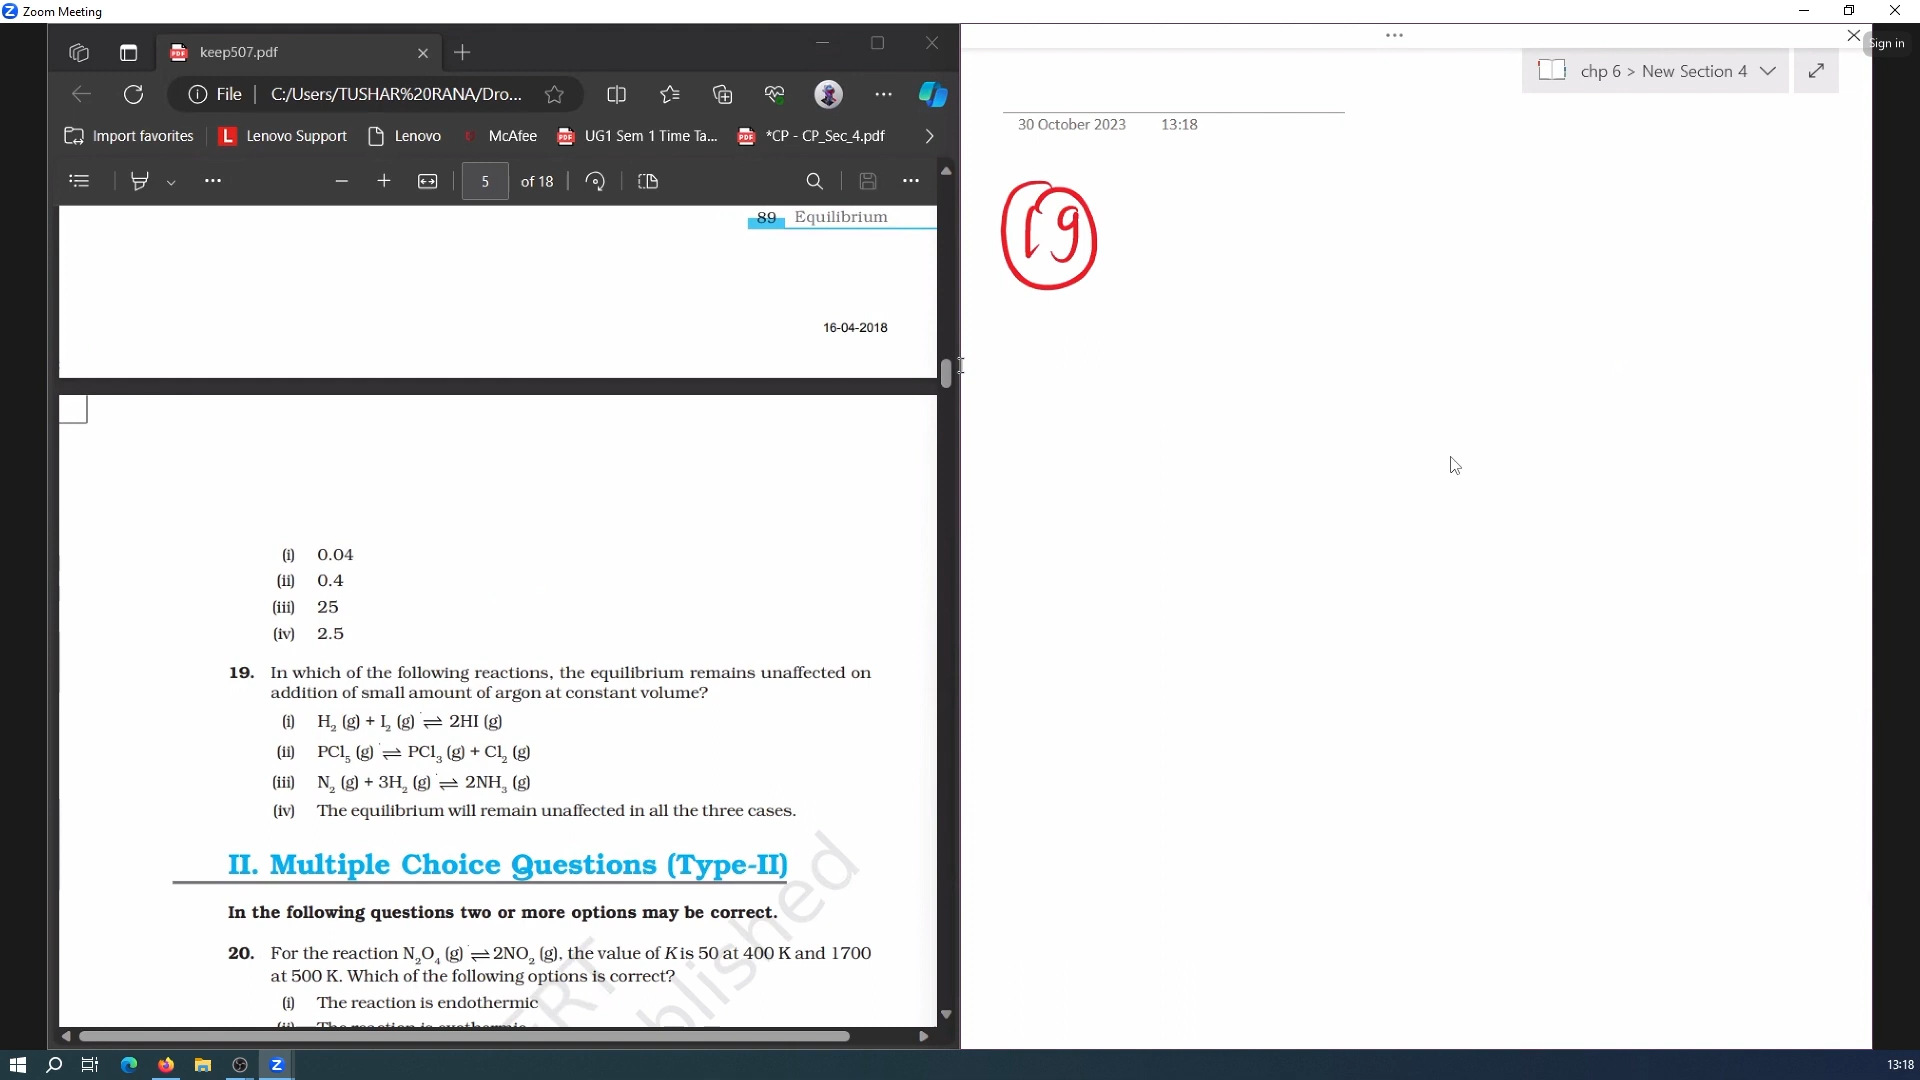 Zoom Meeting
keep507.pdf
Sign in
File
C:/Users/TUSHAR%20RANA/Dro...
chp 6 > New Section 4
Import favorites
Lenovo Support
Lenovo
McAfee
UG1 Sem 1 Time Ta...
*CP - CP_Sec_4.pdf
30 October 2023 13:18
5 of 18
19
89 Equilibrium
16-04-2018
(i) 0.04
(ii) 0.4
(iii) 25
(iv) 2.5
19. In which of the following reactions, the equilibrium remains unaffected on
addition of small amount of argon at constant volume?
(i) H₂ (g) + I₂ (g) ⇌ 2HI (g)
(ii) PCl₅ (g) ⇌ PCl₃ (g) + Cl₂ (g)
(iii) N₂ (g) + 3H₂ (g) ⇌ 2NH₃ (g)
(iv) The equilibrium will remain unaffected in all the three cases.
II. Multiple Choice Questions (Type-II)
In the following questions two or more options may be correct.
20. For the reaction N₂O₄ (g) ⇌ 2NO₂ (g), the value of K is 50 at 400 K and 1700
at 500 K. Which of the following options is correct?
(i) The reaction is endothermic
(ii) The reaction is exothermic
13:18